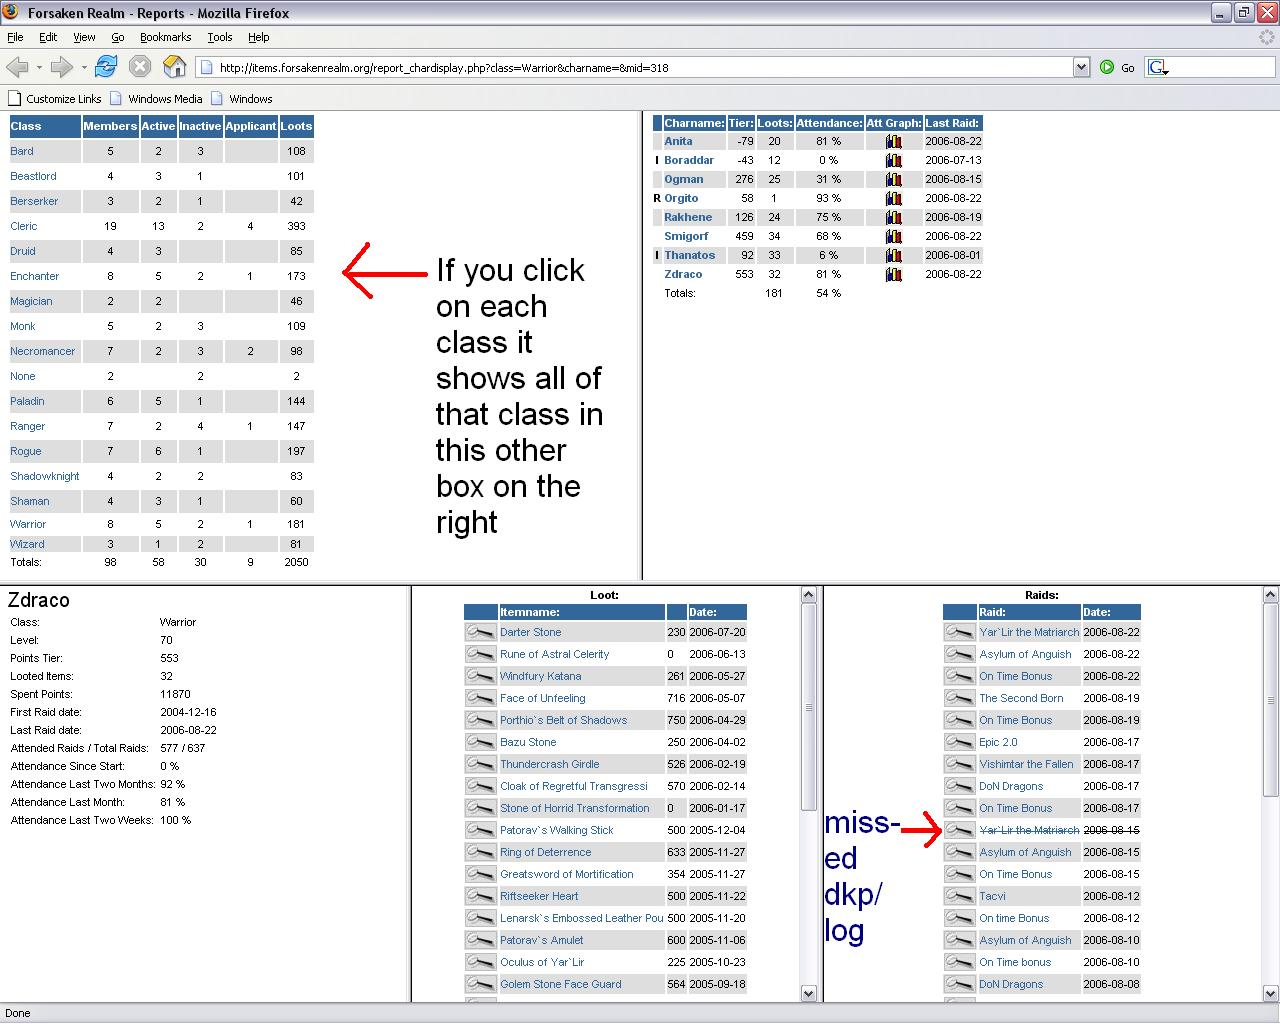 Forsaken Realm - Reports - Mozilla Firefox
File Edit View Go Bookmarks Tools Help
http://items.forsakenrealm.org/report_chardisplay.php?class=Warrior&charname=&mid=318 Go G
Customize Links Windows Media Windows
Class Members Active Inactive Applicant Loots
Bard 5 2 3 108
Beastlord 4 3 1 101
Berserker 3 2 1 42
Cleric 19 13 2 4 393
Druid 4 3 85
Enchanter 8 5 2 1 173
Magician 2 2 46
Monk 5 2 3 109
Necromancer 7 2 3 2 98
None 2 2 2
Paladin 6 5 1 144
Ranger 7 2 4 1 147
Rogue 7 6 1 197
Shadowknight 4 2 2 83
Shaman 4 3 1 60
Warrior 8 5 2 1 181
Wizard 3 1 2 81
Totals: 98 58 30 9 2050
If you click
on each
class it
shows all of
that class in
this other
box on the
right
Charname: Tier: Loots: Attendance: Att Graph: Last Raid:
Anita -79 20 81 % 2006-08-22
I Boraddar -43 12 0 % 2006-07-13
Ogman 276 25 31 % 2006-08-15
R Orgito 58 1 93 % 2006-08-22
Rakhene 126 24 75 % 2006-08-19
Smigorf 459 34 68 % 2006-08-22
I Thanatos 92 33 6 % 2006-08-01
Zdraco 553 32 81 % 2006-08-22
Totals: 181 54 %
Zdraco
Class: Warrior
Level: 70
Points Tier: 553
Looted Items: 32
Spent Points: 11870
First Raid date: 2004-12-16
Last Raid date: 2006-08-22
Attended Raids / Total Raids: 577 / 637
Attendance Since Start: 0 %
Attendance Last Two Months: 92 %
Attendance Last Month: 81 %
Attendance Last Two Weeks: 100 %
Loot:
Itemname: Date:
Darter Stone 230 2006-07-20
Rune of Astral Celerity 0 2006-06-13
Windfury Katana 261 2006-05-27
Face of Unfeeling 716 2006-05-07
Porthio`s Belt of Shadows 750 2006-04-29
Bazu Stone 250 2006-04-02
Thundercrash Girdle 526 2006-02-19
Cloak of Regretful Transgressi 570 2006-02-14
Stone of Horrid Transformation 0 2006-01-17
Patorav`s Walking Stick 500 2005-12-04
Ring of Deterrence 633 2005-11-27
Greatsword of Mortification 354 2005-11-27
Riftseeker Heart 500 2005-11-22
Lenarsk`s Embossed Leather Pou 500 2005-11-20
Patorav`s Amulet 600 2005-11-06
Oculus of Yar`Lir 225 2005-10-23
Golem Stone Face Guard 564 2005-09-18
miss-
ed
dkp/
log
Raids:
Raid: Date:
Yar`Lir the Matriarch 2006-08-22
Asylum of Anguish 2006-08-22
On Time Bonus 2006-08-22
The Second Born 2006-08-19
On Time Bonus 2006-08-19
Epic 2.0 2006-08-17
Vishimtar the Fallen 2006-08-17
DoN Dragons 2006-08-17
On Time Bonus 2006-08-17
Yar`Lir the Matriarch 2006-08-15
Asylum of Anguish 2006-08-15
On Time Bonus 2006-08-15
Tacvi 2006-08-12
On time Bonus 2006-08-12
Asylum of Anguish 2006-08-10
On Time bonus 2006-08-10
DoN Dragons 2006-08-08
Done